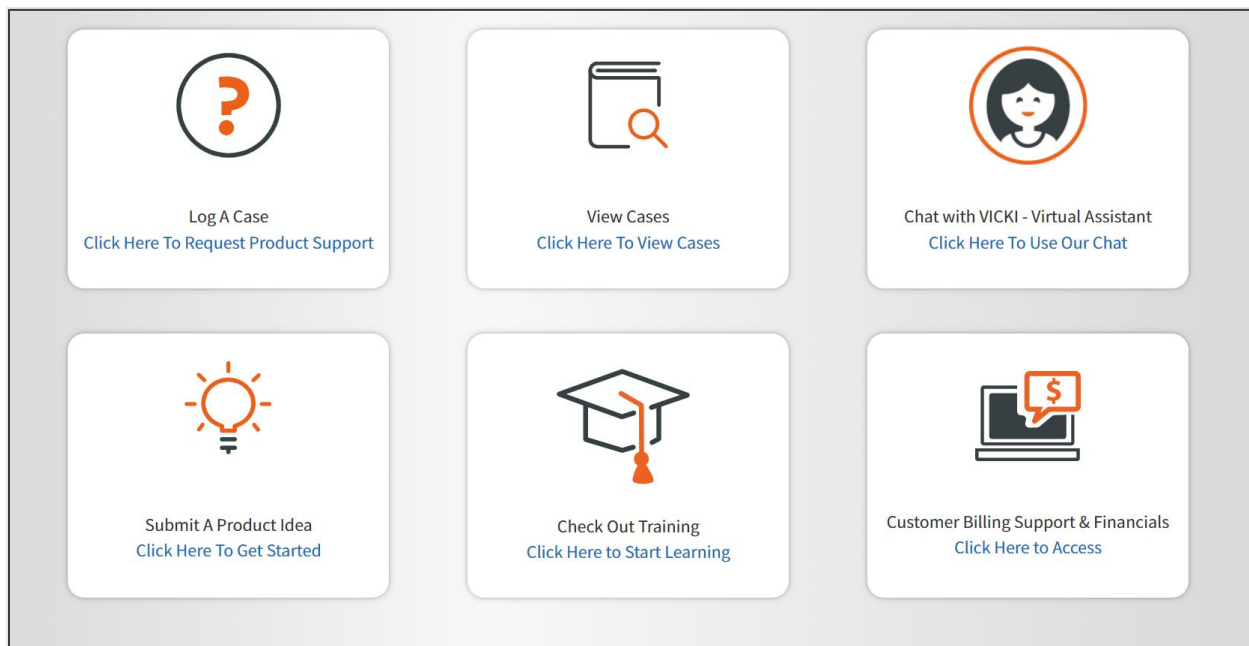 ?
Log A Case
Click Here To Request Product Support
View Cases
Click Here To View Cases
Chat with VICKI - Virtual Assistant
Click Here To Use Our Chat
Submit A Product Idea
Click Here To Get Started
Check Out Training
Click Here to Start Learning
$
Customer Billing Support & Financials
Click Here to Access